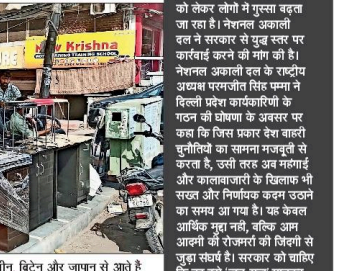 New Krishna
TRAINING SCHOOL
को लेकर लोगों में गुस्सा बढ़ता
जा रहा है। नेशनल अकाली
दल ने सरकार से युद्ध स्तर पर
कार्रवाई करने की मांग की है।
नेशनल अकाली दल के राष्ट्रीय
अध्यक्ष परमजीत सिंह पम्मा ने
दिल्ली प्रदेश कार्यकारिणी के
गठन की घोषणा के अवसर पर
कहा कि जिस प्रकार देश बाहरी
चुनौतियों का सामना मजबूती से
करता है, उसी तरह अब महंगाई
और कालाबाजारी के खिलाफ भी
सख्त और निर्णायक कदम उठाने
का समय आ गया है। यह केवल
आर्थिक मुद्दा नही, बल्कि आम
आदमी की रोजमर्रा की जिंदगी से
जुड़ा संघर्ष है। सरकार को चाहिए
ब्रिटेन और जापान से आते हैं